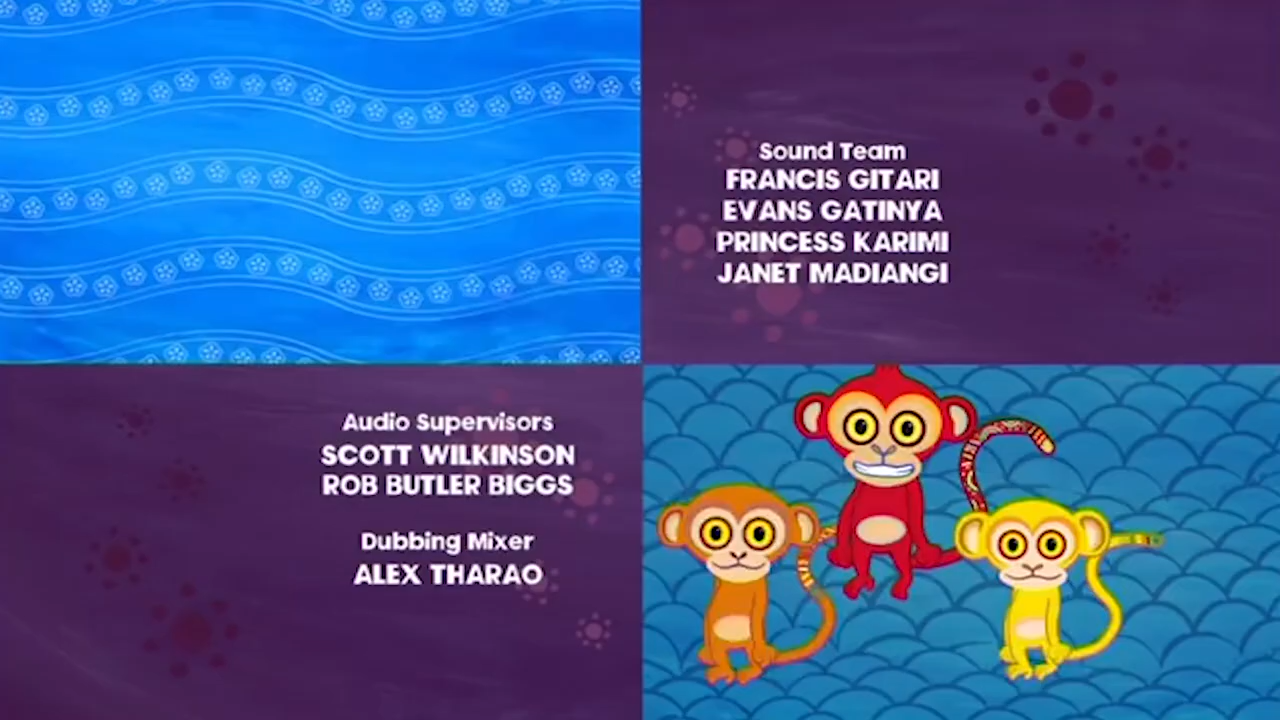 Sound Team
FRANCIS GITARI
EVANS GATINYA
PRINCESS KARIMI
JANET MADIANGI
Audio Supervisors
SCOTT WILKINSON
ROB BUTLER BIGGS
Dubbing Mixer
ALEX THARAO